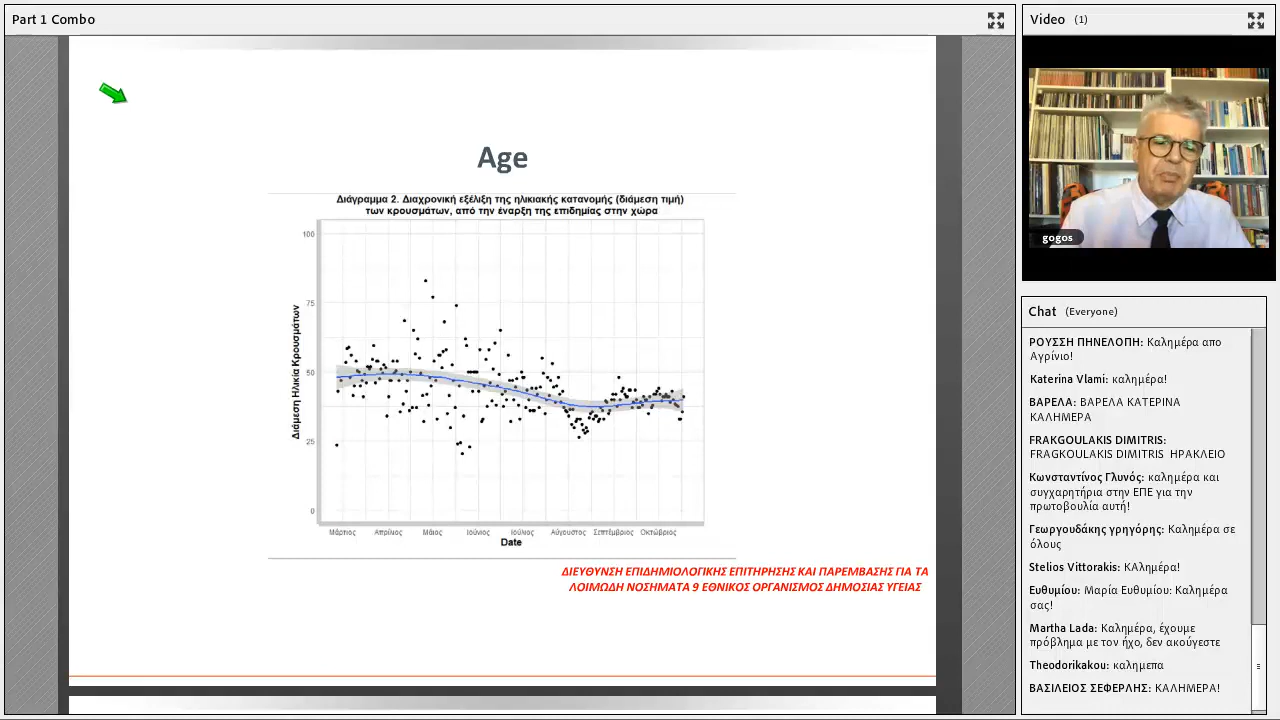 Part 1 Combo
Age
Διάγραμμα 2. Διαχρονική εξέλιξη της ηλικιακής κατανομής (διάμεση τιμή)
των κρουσμάτων, από την έναρξη της επιδημίας στην χώρα
100
75
50
25
0
Διάμεση Ηλικία Κρουσμάτων
Μάρτιος Απρίλιος Μάιος Ιούνιος Ιούλιος Αύγουστος Σεπτέμβριος Οκτώβριος
Date
ΔΙΕΥΘΥΝΣΗ ΕΠΙΔΗΜΙΟΛΟΓΙΚΗΣ ΕΠΙΤΗΡΗΣΗΣ ΚΑΙ ΠΑΡΕΜΒΑΣΗΣ ΓΙΑ ΤΑ
ΛΟΙΜΩΔΗ ΝΟΣΗΜΑΤΑ 9 ΕΘΝΙΚΟΣ ΟΡΓΑΝΙΣΜΟΣ ΔΗΜΟΣΙΑΣ ΥΓΕΙΑΣ
Video (1)
gogos
Chat (Everyone)
ΡΟΥΣΣΗ ΠΗΝΕΛΟΠΗ: Καλημερα απο
Αγρίνιο!
Katerina Vlami: καλημέρα!
ΒΑΡΕΛΑ: ΒΑΡΕΛΑ ΚΑΤΕΡΙΝΑ
ΚΑΛΗΜΕΡΑ
FRAKGOULAKIS DIMITRIS:
FRAGKOULAKIS DIMITRIS ΗΡΑΚΛΕΙΟ
Κωνσταντίνος Γλυνός: καλημέρα και
συγχαρητήρια στην ΕΠΕ για την
πρωτοβουλία αυτή!
Γεωργουδάκης γρηγόρης: Καλημέρα σε
όλους
Stelios Vittorakis: ΚΑλημέρα!
Ευθυμίου: Μαρία Ευθυμίου: Καλημέρα
σας!
Martha Lada: Καλημέρα, έχουμε
πρόβλημα με τον ήχο, δεν ακούγεστε
Theodorikakou: καλημεπα
ΒΑΣΙΛΕΙΟΣ ΣΕΦΕΡΛΗΣ: ΚΑΛΗΜΕΡΑ!